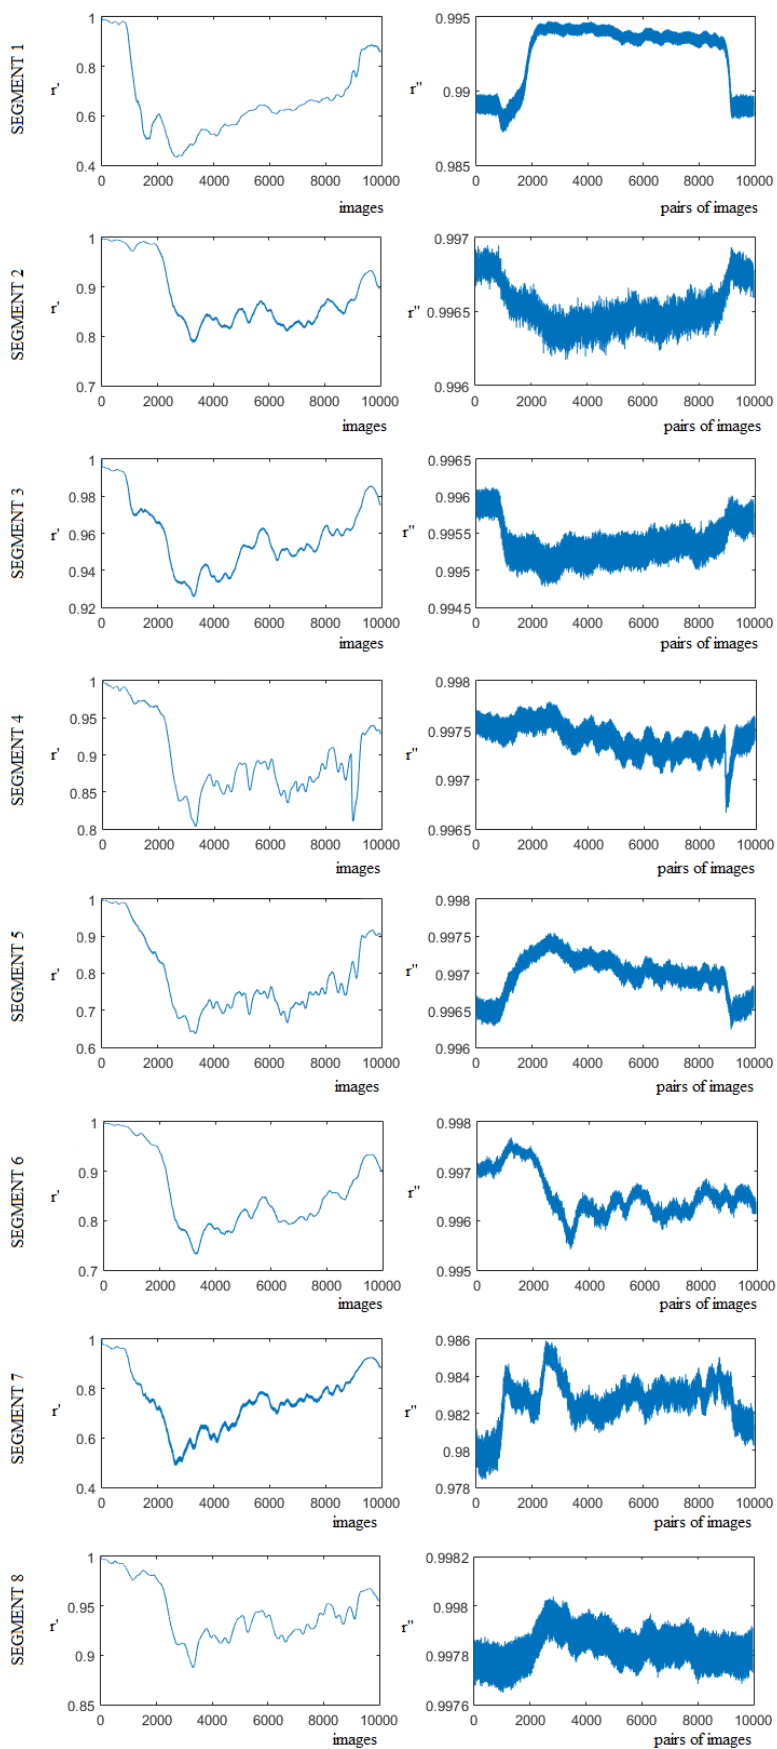 SEGMENT 1
r'
1
0.8
0.6
0.4
0 2000 4000 6000 8000 10000
images
r''
0.995
0.99
0.985
0 2000 4000 6000 8000 10000
pairs of images
SEGMENT 2
r'
1
0.9
0.8
0.7
0 2000 4000 6000 8000 10000
images
r''
0.997
0.9965
0.996
0 2000 4000 6000 8000 10000
pairs of images
SEGMENT 3
r'
1
0.98
0.96
0.94
0.92
0 2000 4000 6000 8000 10000
images
r''
0.9965
0.996
0.9955
0.995
0.9945
0 2000 4000 6000 8000 10000
pairs of images
SEGMENT 4
r'
1
0.95
0.9
0.85
0.8
0 2000 4000 6000 8000 10000
images
r''
0.998
0.9975
0.997
0.9965
0 2000 4000 6000 8000 10000
pairs of images
SEGMENT 5
r'
1
0.9
0.8
0.7
0.6
0 2000 4000 6000 8000 10000
images
r''
0.998
0.9975
0.997
0.9965
0.996
0 2000 4000 6000 8000 10000
pairs of images
SEGMENT 6
r'
1
0.9
0.8
0.7
0 2000 4000 6000 8000 10000
images
r''
0.998
0.997
0.996
0.995
0 2000 4000 6000 8000 10000
pairs of images
SEGMENT 7
r'
1
0.8
0.6
0.4
0 2000 4000 6000 8000 10000
images
r''
0.986
0.984
0.982
0.98
0.978
0 2000 4000 6000 8000 10000
pairs of images
SEGMENT 8
r'
1
0.95
0.9
0.85
0 2000 4000 6000 8000 10000
images
r''
0.9982
0.998
0.9978
0.9976
0 2000 4000 6000 8000 10000
pairs of images